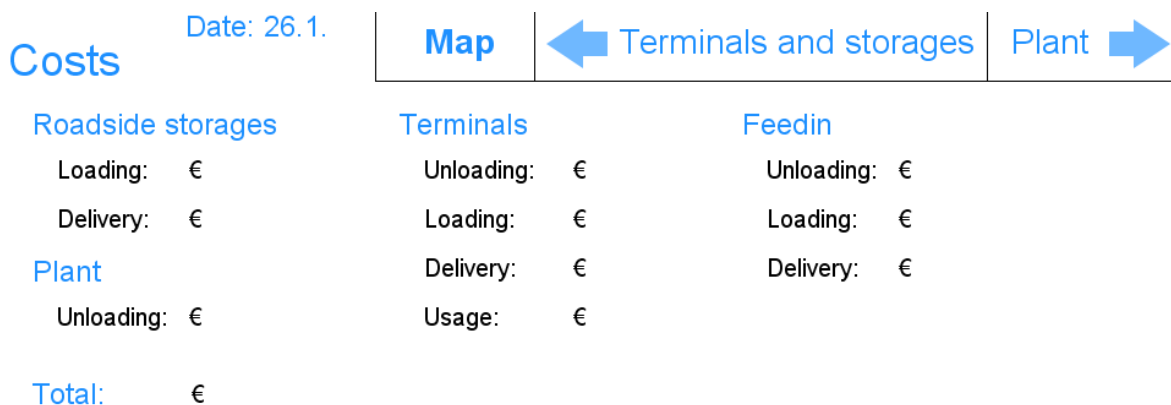 Date: 26.1.
Costs
Map
Terminals and storages
Plant
Roadside storages
Loading: €
Delivery: €
Plant
Unloading: €
Total: €
Terminals
Unloading: €
Loading: €
Delivery: €
Usage: €
Feedin
Unloading: €
Loading: €
Delivery: €